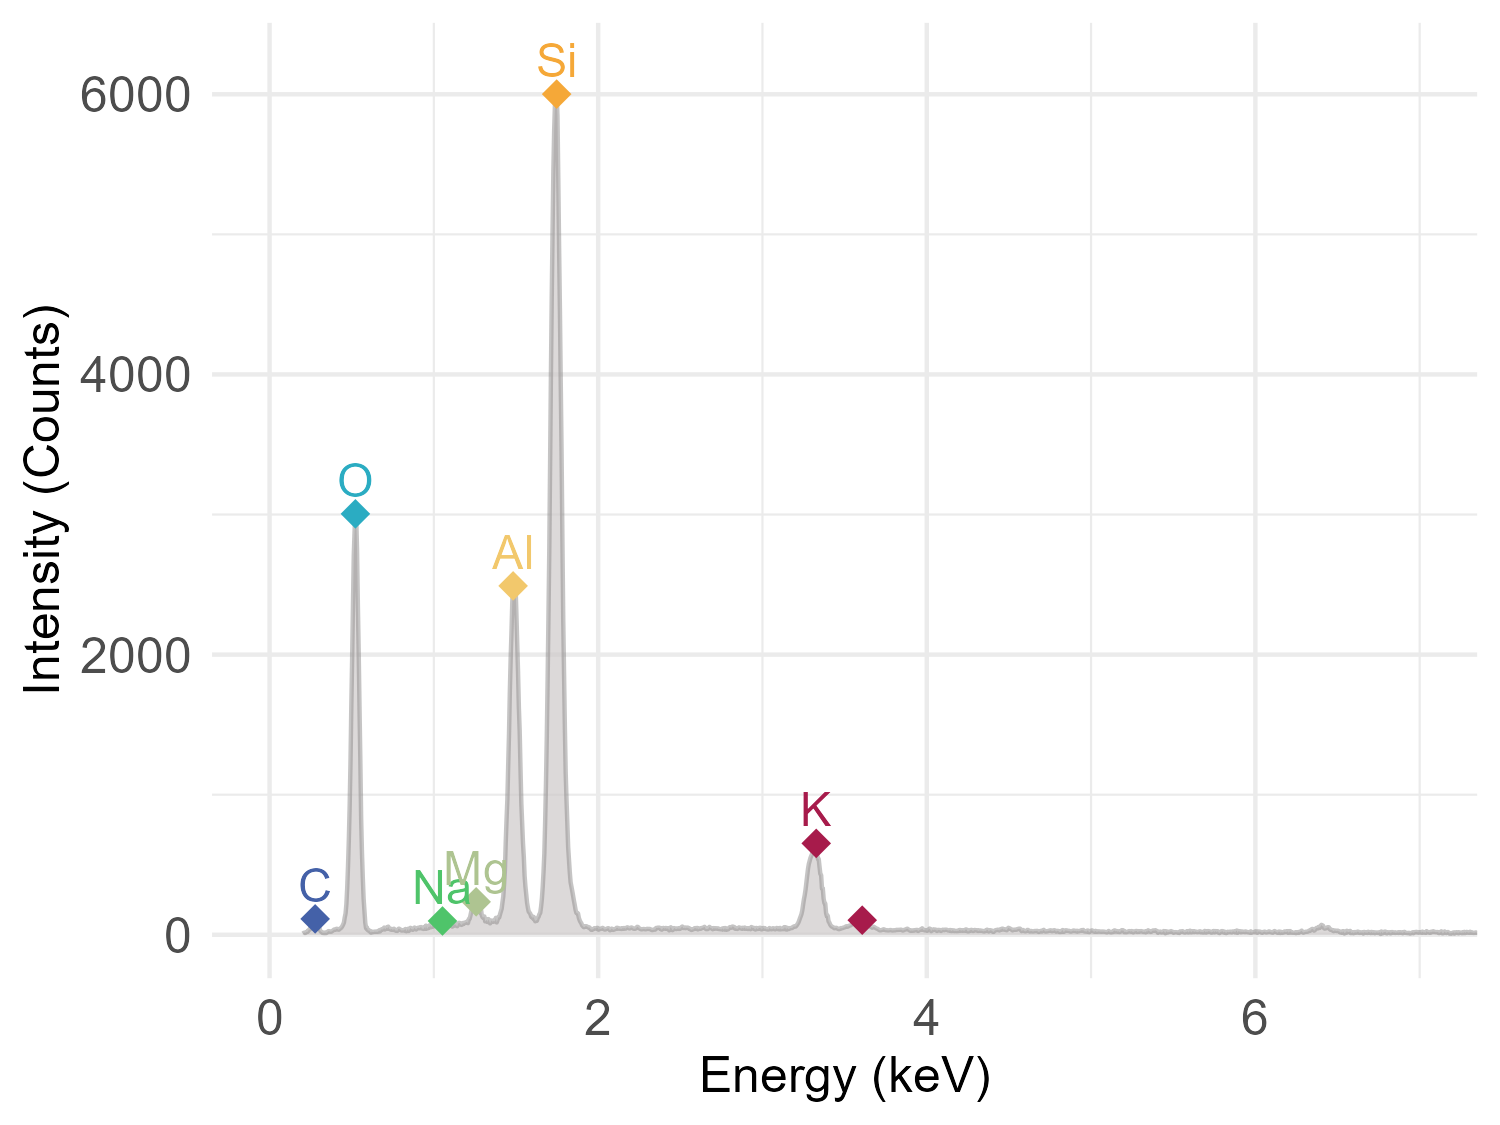 Si
6000
4000
O
Al
2000
K
Mg
Na
C
0
0 2 4 6
Energy (keV)
Intensity (Counts)